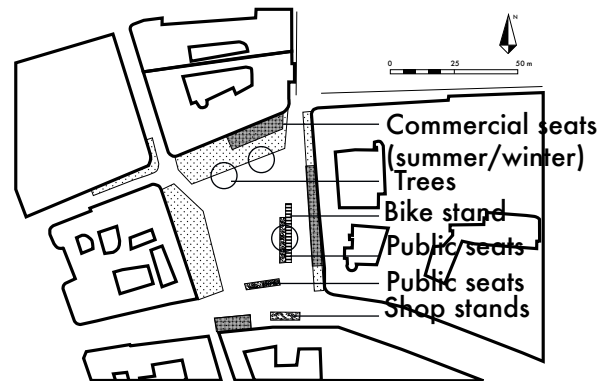 N
0 25 50 m
Commercial seats
(summer/winter)
Trees
Bike stand
Public seats
Public seats
Shop stands